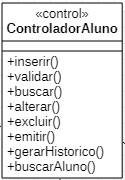 «control»
ControladorAluno
+inserir()
+validar()
+buscar()
+alterar()
+excluir()
+emitir()
+gerarHistorico()
+buscarAluno()